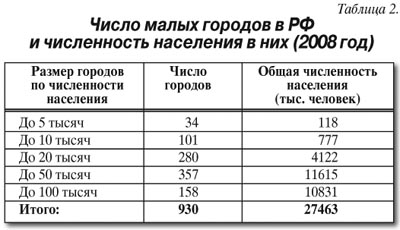 Таблица 2.
Число малых городов в РФ
и численность населения в них (2008 год)
Размер городов по численности населения Число городов Общая численность населения (тыс. человек)
До 5 тысяч 34 118
До 10 тысяч 101 777
До 20 тысяч 280 4122
До 50 тысяч 357 11615
До 100 тысяч 158 10831
Итого: 930 27463